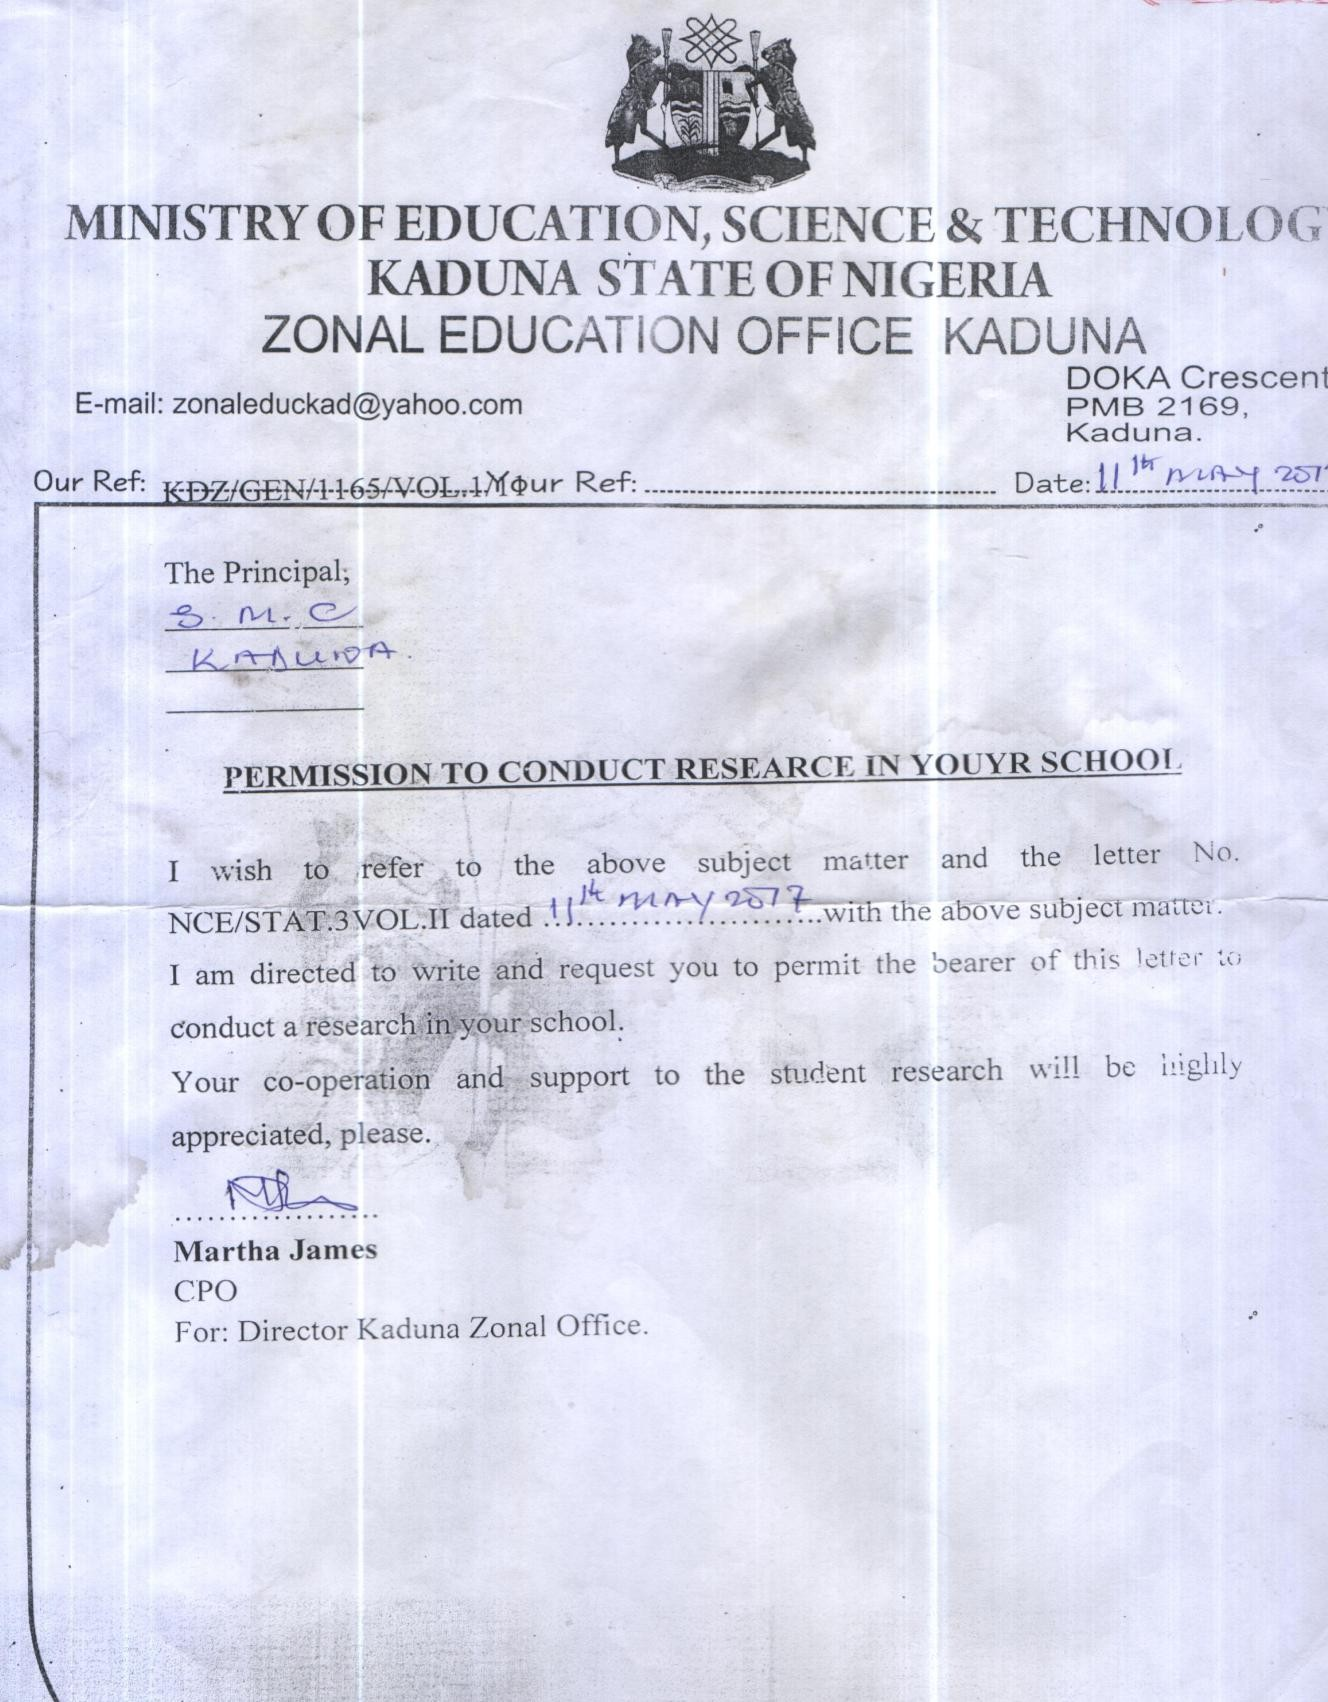 MINISTRY OF EDUCATION, SCIENCE & TECHNOLOG
KADUNA STATE OF NIGERIA
ZONAL EDUCATION OFFICE KADUNA
E-mail: zonaleduckad@yahoo.com
DOKA Crescent
PMB 2169,
Kaduna.
Our Ref: KDZ/GEN/1165/VOL.1/ Your Ref: Date: 11th MAY 201
The Principal,
S. M. C
KADUNA.
PERMISSION TO CONDUCT RESEARCE IN YOUYR SCHOOL
I wish to refer to the above subject matter and the letter No.
NCE/STAT.3VOL.II dated 11th MAY 2017 with the above subject matter.
I am directed to write and request you to permit the bearer of this letter to
conduct a research in your school.
Your co-operation and support to the student research will be highly
appreciated, please.
Martha James
CPO
For: Director Kaduna Zonal Office.